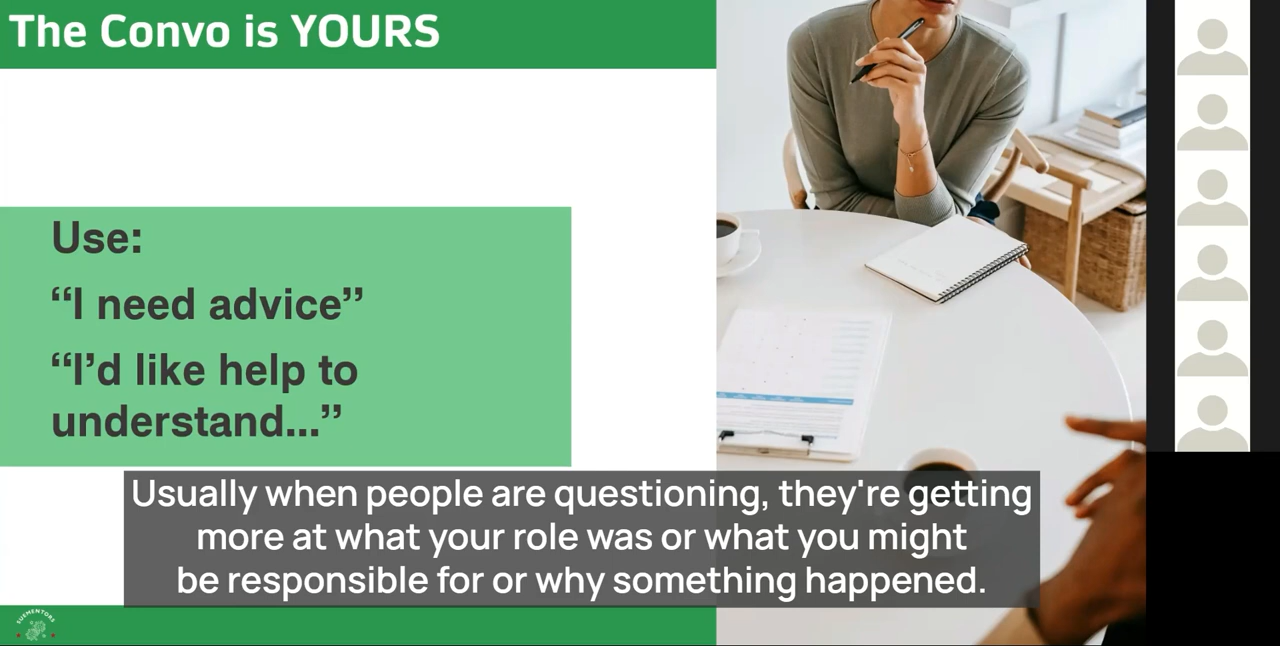 The Convo is YOURS
Use:
“I need advice”
“I’d like help to
understand...”
Usually when people are questioning, they're getting
more at what your role was or what you might
be responsible for or why something happened.
SUEMENTORS